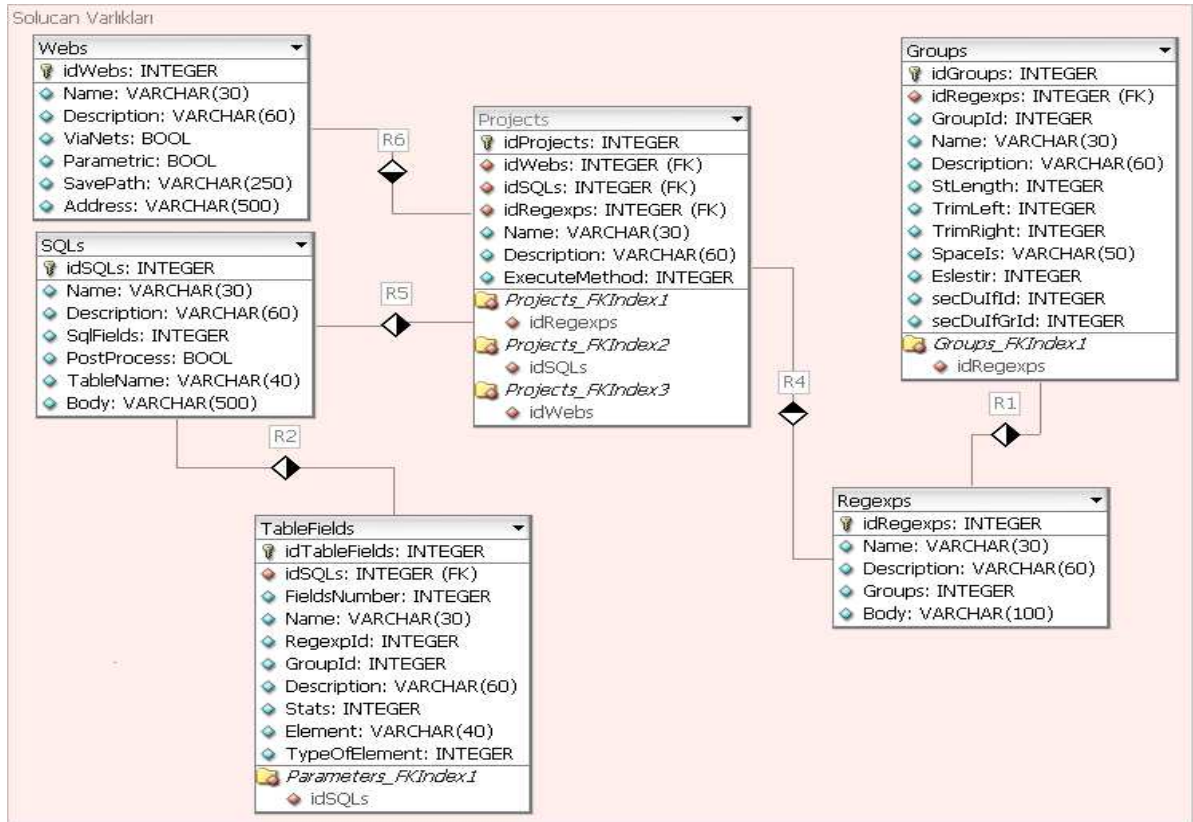 Solucan Varlıkları
Webs
idWebs: INTEGER
Name: VARCHAR(30)
Description: VARCHAR(60)
ViaNets: BOOL
Parametric: BOOL
SavePath: VARCHAR(250)
Address: VARCHAR(500)
SQLs
idSQLs: INTEGER
Name: VARCHAR(30)
Description: VARCHAR(60)
SqlFields: INTEGER
PostProcess: BOOL
TableName: VARCHAR(40)
Body: VARCHAR(500)
R6
R5
R2
Projects
idProjects: INTEGER
idWebs: INTEGER (FK)
idSQLs: INTEGER (FK)
idRegexps: INTEGER (FK)
Name: VARCHAR(30)
Description: VARCHAR(60)
ExecuteMethod: INTEGER
Projects_FKIndex1
idRegexps
Projects_FKIndex2
idSQLs
Projects_FKIndex3
idWebs
R4
Groups
idGroups: INTEGER
idRegexps: INTEGER (FK)
GroupId: INTEGER
Name: VARCHAR(30)
Description: VARCHAR(60)
StLength: INTEGER
TrimLeft: INTEGER
TrimRight: INTEGER
SpaceIs: VARCHAR(50)
Eslestir: INTEGER
secDuIfId: INTEGER
secDuIfGrId: INTEGER
Groups_FKIndex1
idRegexps
R1
TableFields
idTableFields: INTEGER
idSQLs: INTEGER (FK)
FieldsNumber: INTEGER
Name: VARCHAR(30)
RegexpId: INTEGER
GroupId: INTEGER
Description: VARCHAR(60)
Stats: INTEGER
Element: VARCHAR(40)
TypeOfElement: INTEGER
Parameters_FKIndex1
idSQLs
Regexps
idRegexps: INTEGER
Name: VARCHAR(30)
Description: VARCHAR(60)
Groups: INTEGER
Body: VARCHAR(100)